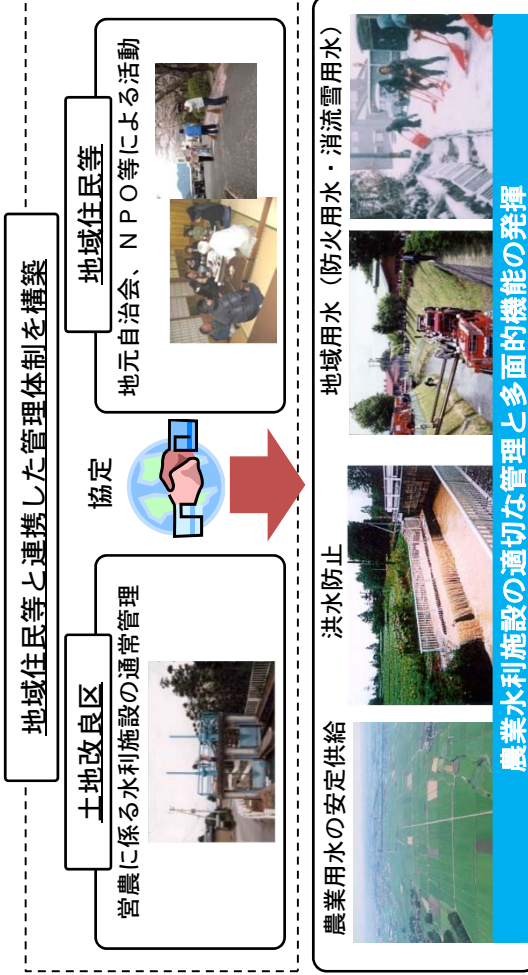 地域住民等と連携した管理体制を構築
土地改良区
営農に係る水利施設の通常管理
協定
地域住民等
地元自治会、ＮＰＯ等による活動
農業用水の安定供給
洪水防止
地域用水（防火用水・消流雪用水）
農業水利施設の適切な管理と多面的機能の発揮